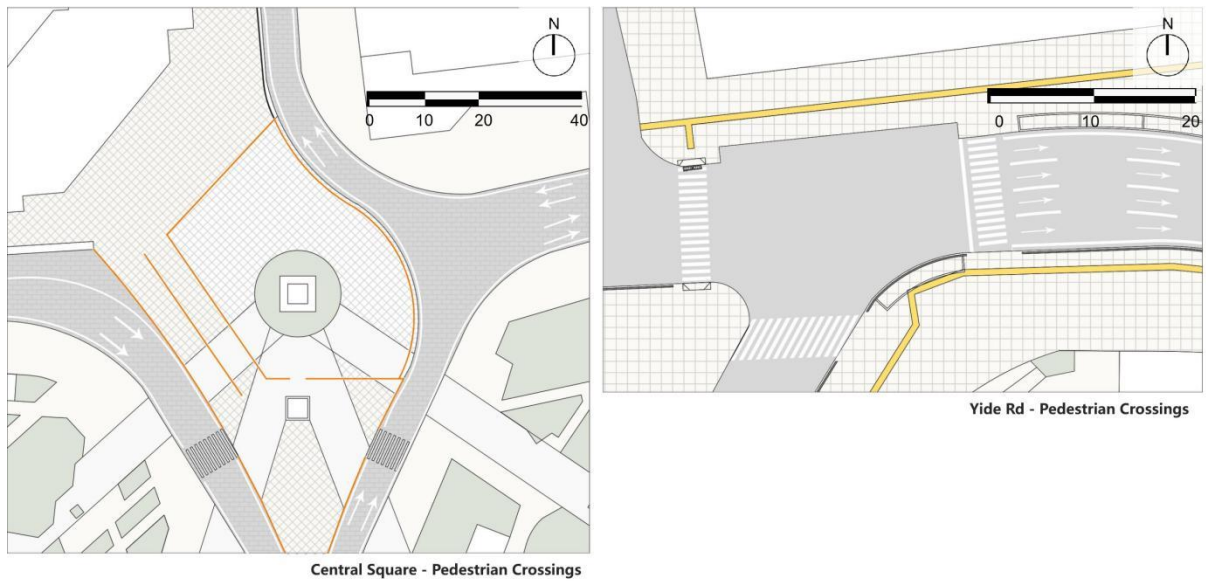 N
0 10 20 40
Central Square - Pedestrian Crossings
N
0 10 20
Yide Rd - Pedestrian Crossings